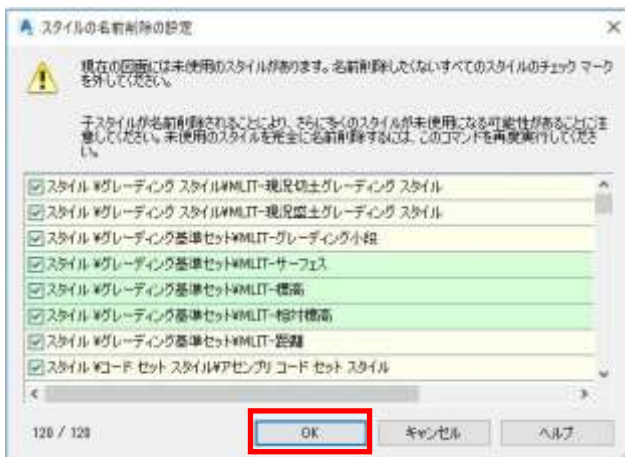 スタイルの名前削除の設定
現在の図面には未使用のスタイルがあります。名前削除したくないすべてのスタイルのチェック マーク
を外してください。
子スタイルが名前削除されることにより、さらに多くのスタイルが未使用になる可能性があることに注
意してください。未使用のスタイルを完全に名前削除するには、このコマンドを再度実行してくださ
い。
スタイル ¥グレーディング スタイル¥MLIT-現況切土グレーディング スタイル
スタイル ¥グレーディング スタイル¥MLIT-現況盛土グレーディング スタイル
スタイル ¥グレーディング基準セット¥MLIT-グレーディング小段
スタイル ¥グレーディング基準セット¥MLIT-サーフェス
スタイル ¥グレーディング基準セット¥MLIT-標高
スタイル ¥グレーディング基準セット¥MLIT-相対標高
スタイル ¥グレーディング基準セット¥MLIT-距離
スタイル ¥コード セット スタイル¥アセンブリ コード セット スタイル
128 / 128
OK キャンセル ヘルプ